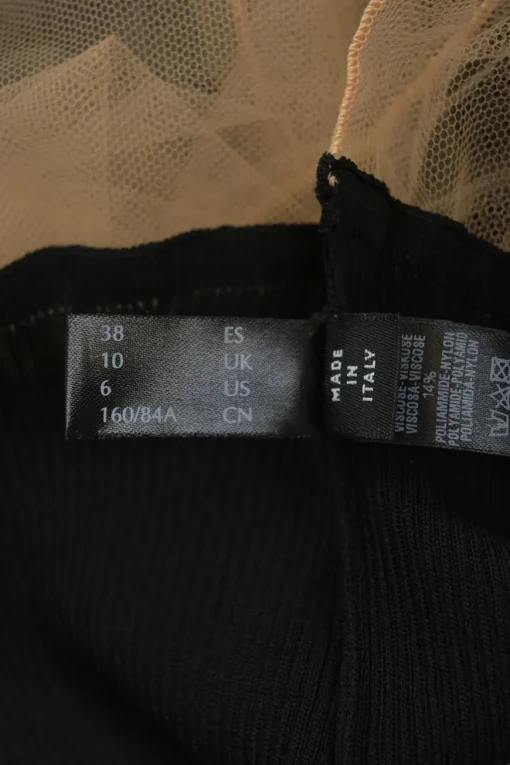 38 ES
10 UK
6 US
160/84A CN
MADE
IN
ITALY
VISCOSE-VISKOSE
VISCOSA-VISCOSE
14%
POLIAMMIDE-NYLON
POLYAMIDE-POLYAMID
POLIAMIDA-NYLON